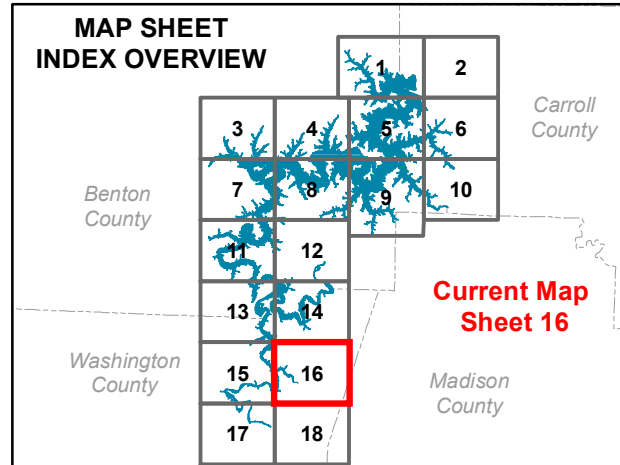 MAP SHEET
INDEX OVERVIEW
1
2
Carroll
County
3
4
5
6
Benton
County
7
8
9
10
11
12
Current Map
Sheet 16
13
14
Washington
County
15
16
Madison
County
17
18